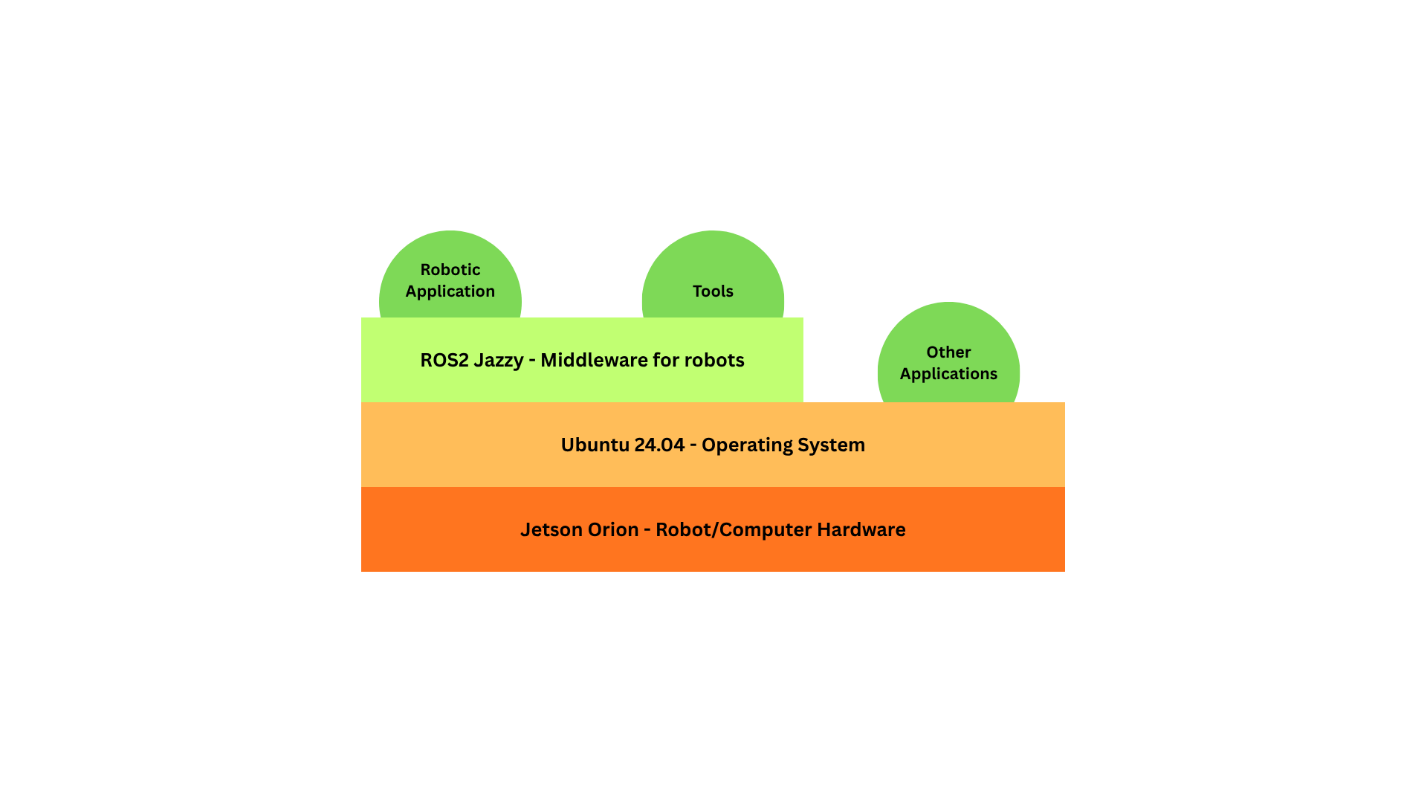 Robotic
Application
Tools
Other
Applications
ROS2 Jazzy - Middleware for robots
Ubuntu 24.04 - Operating System
Jetson Orion - Robot/Computer Hardware